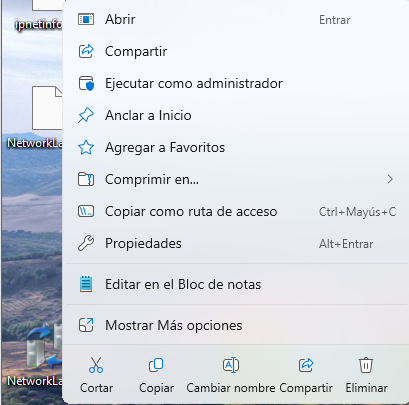 ipnetinfo
Abrir Entrar
Compartir
Ejecutar como administrador
Anclar a Inicio
NetworkLa
Agregar a Favoritos
Comprimir en...
Copiar como ruta de acceso Ctrl+Mayús+C
Propiedades Alt+Entrar
Editar en el Bloc de notas
Mostrar Más opciones
NetworkLa
Cortar Copiar Cambiar nombre Compartir Eliminar